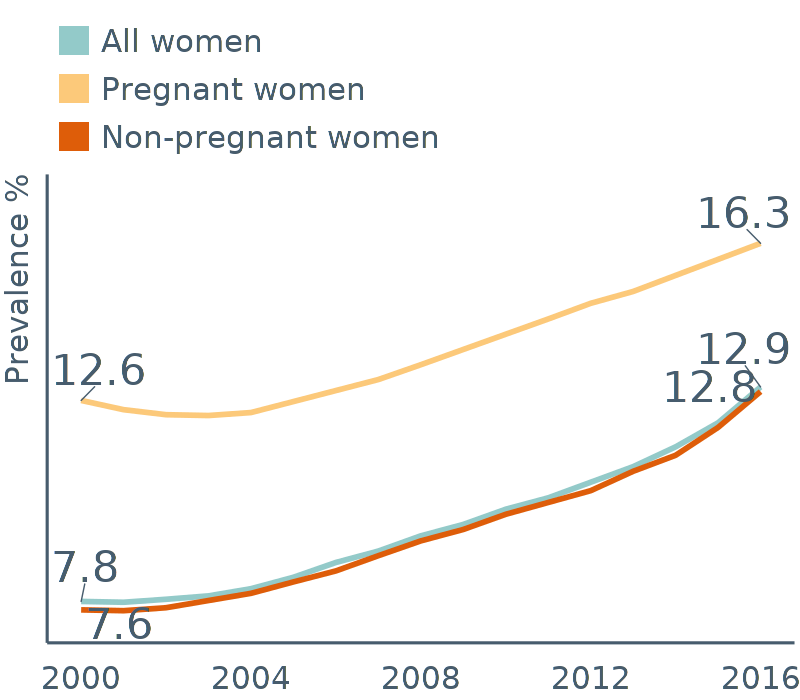 All women
Pregnant women
Non-pregnant women
Prevalence %
16.3
12.6
12.9
12.8
7.8
7.6
2000 2004 2008 2012 2016